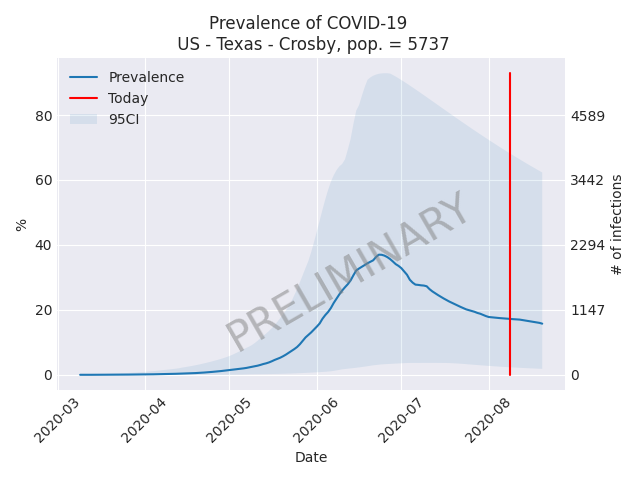 Prevalence of COVID-19
US - Texas - Crosby, pop. = 5737
Prevalence
Today
95CI
80
60
40
20
0
%
4589
3442
2294
1147
0
# of infections
PRELIMINARY
2020-03
2020-04
2020-05
2020-06
2020-07
2020-08
Date